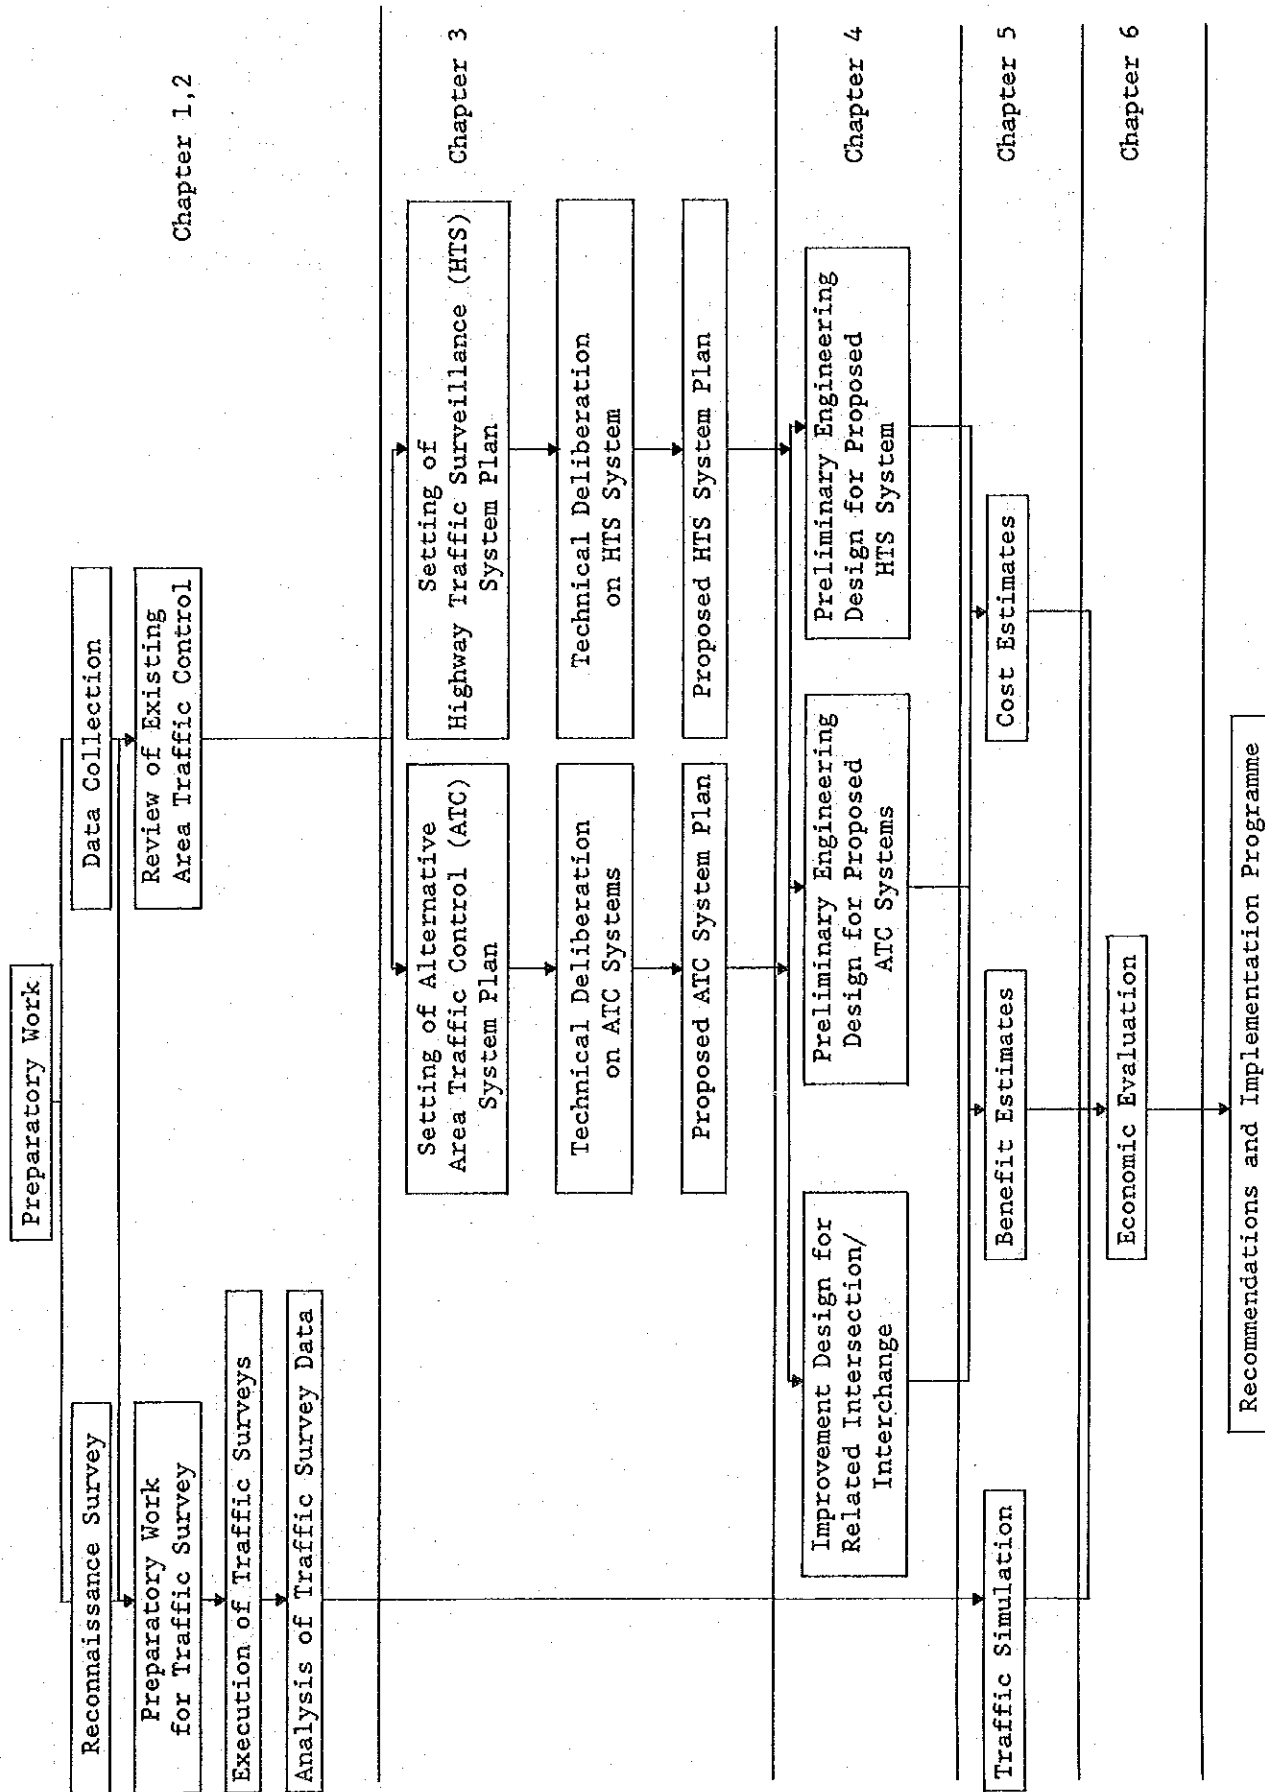 Preparatory Work
Reconnaissance Survey
Data Collection
Preparatory Work
for Traffic Survey
Review of Existing
Area Traffic Control
Chapter 1,2
Execution of Traffic Surveys
Analysis of Traffic Survey Data
Setting of Alternative
Area Traffic Control (ATC)
System Plan
Setting of
Highway Traffic Surveillance (HTS)
System Plan
Chapter 3
Technical Deliberation
on ATC Systems
Technical Deliberation
on HTS System
Proposed ATC System Plan
Proposed HTS System Plan
Improvement Design for
Related Intersection/
Interchange
Preliminary Engineering
Design for Proposed
ATC Systems
Preliminary Engineering
Design for Proposed
HTS System
Chapter 4
Traffic Simulation
Benefit Estimates
Cost Estimates
Chapter 5
Economic Evaluation
Chapter 6
Recommendations and Implementation Programme